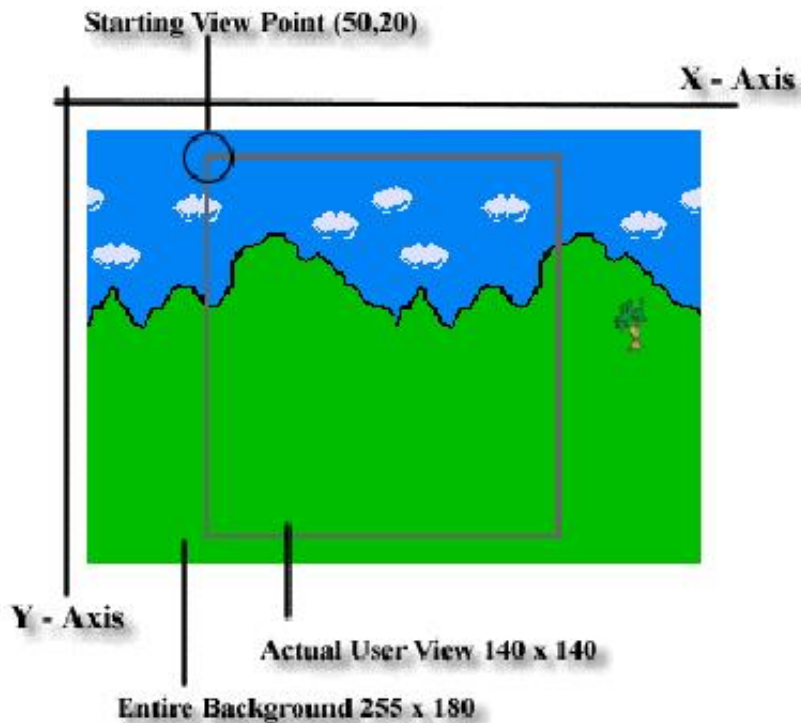 Starting View Point (50,20)
X - Axis
Y - Axis
Actual User View 140 x 140
Entire Background 255 x 180